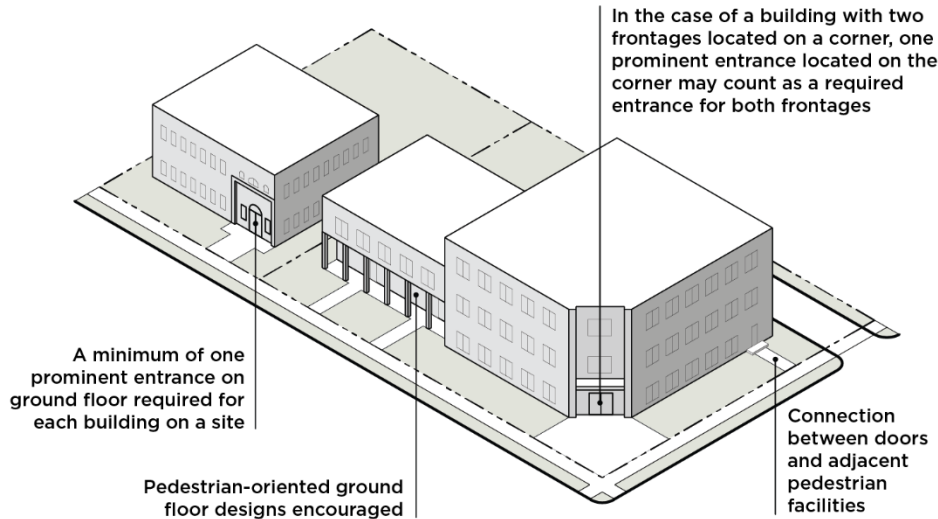 In the case of a building with two
frontages located on a corner, one
prominent entrance located on the
corner may count as a required
entrance for both frontages
A minimum of one
prominent entrance on
ground floor required for
each building on a site
Pedestrian-oriented ground
floor designs encouraged
Connection
between doors
and adjacent
pedestrian
facilities